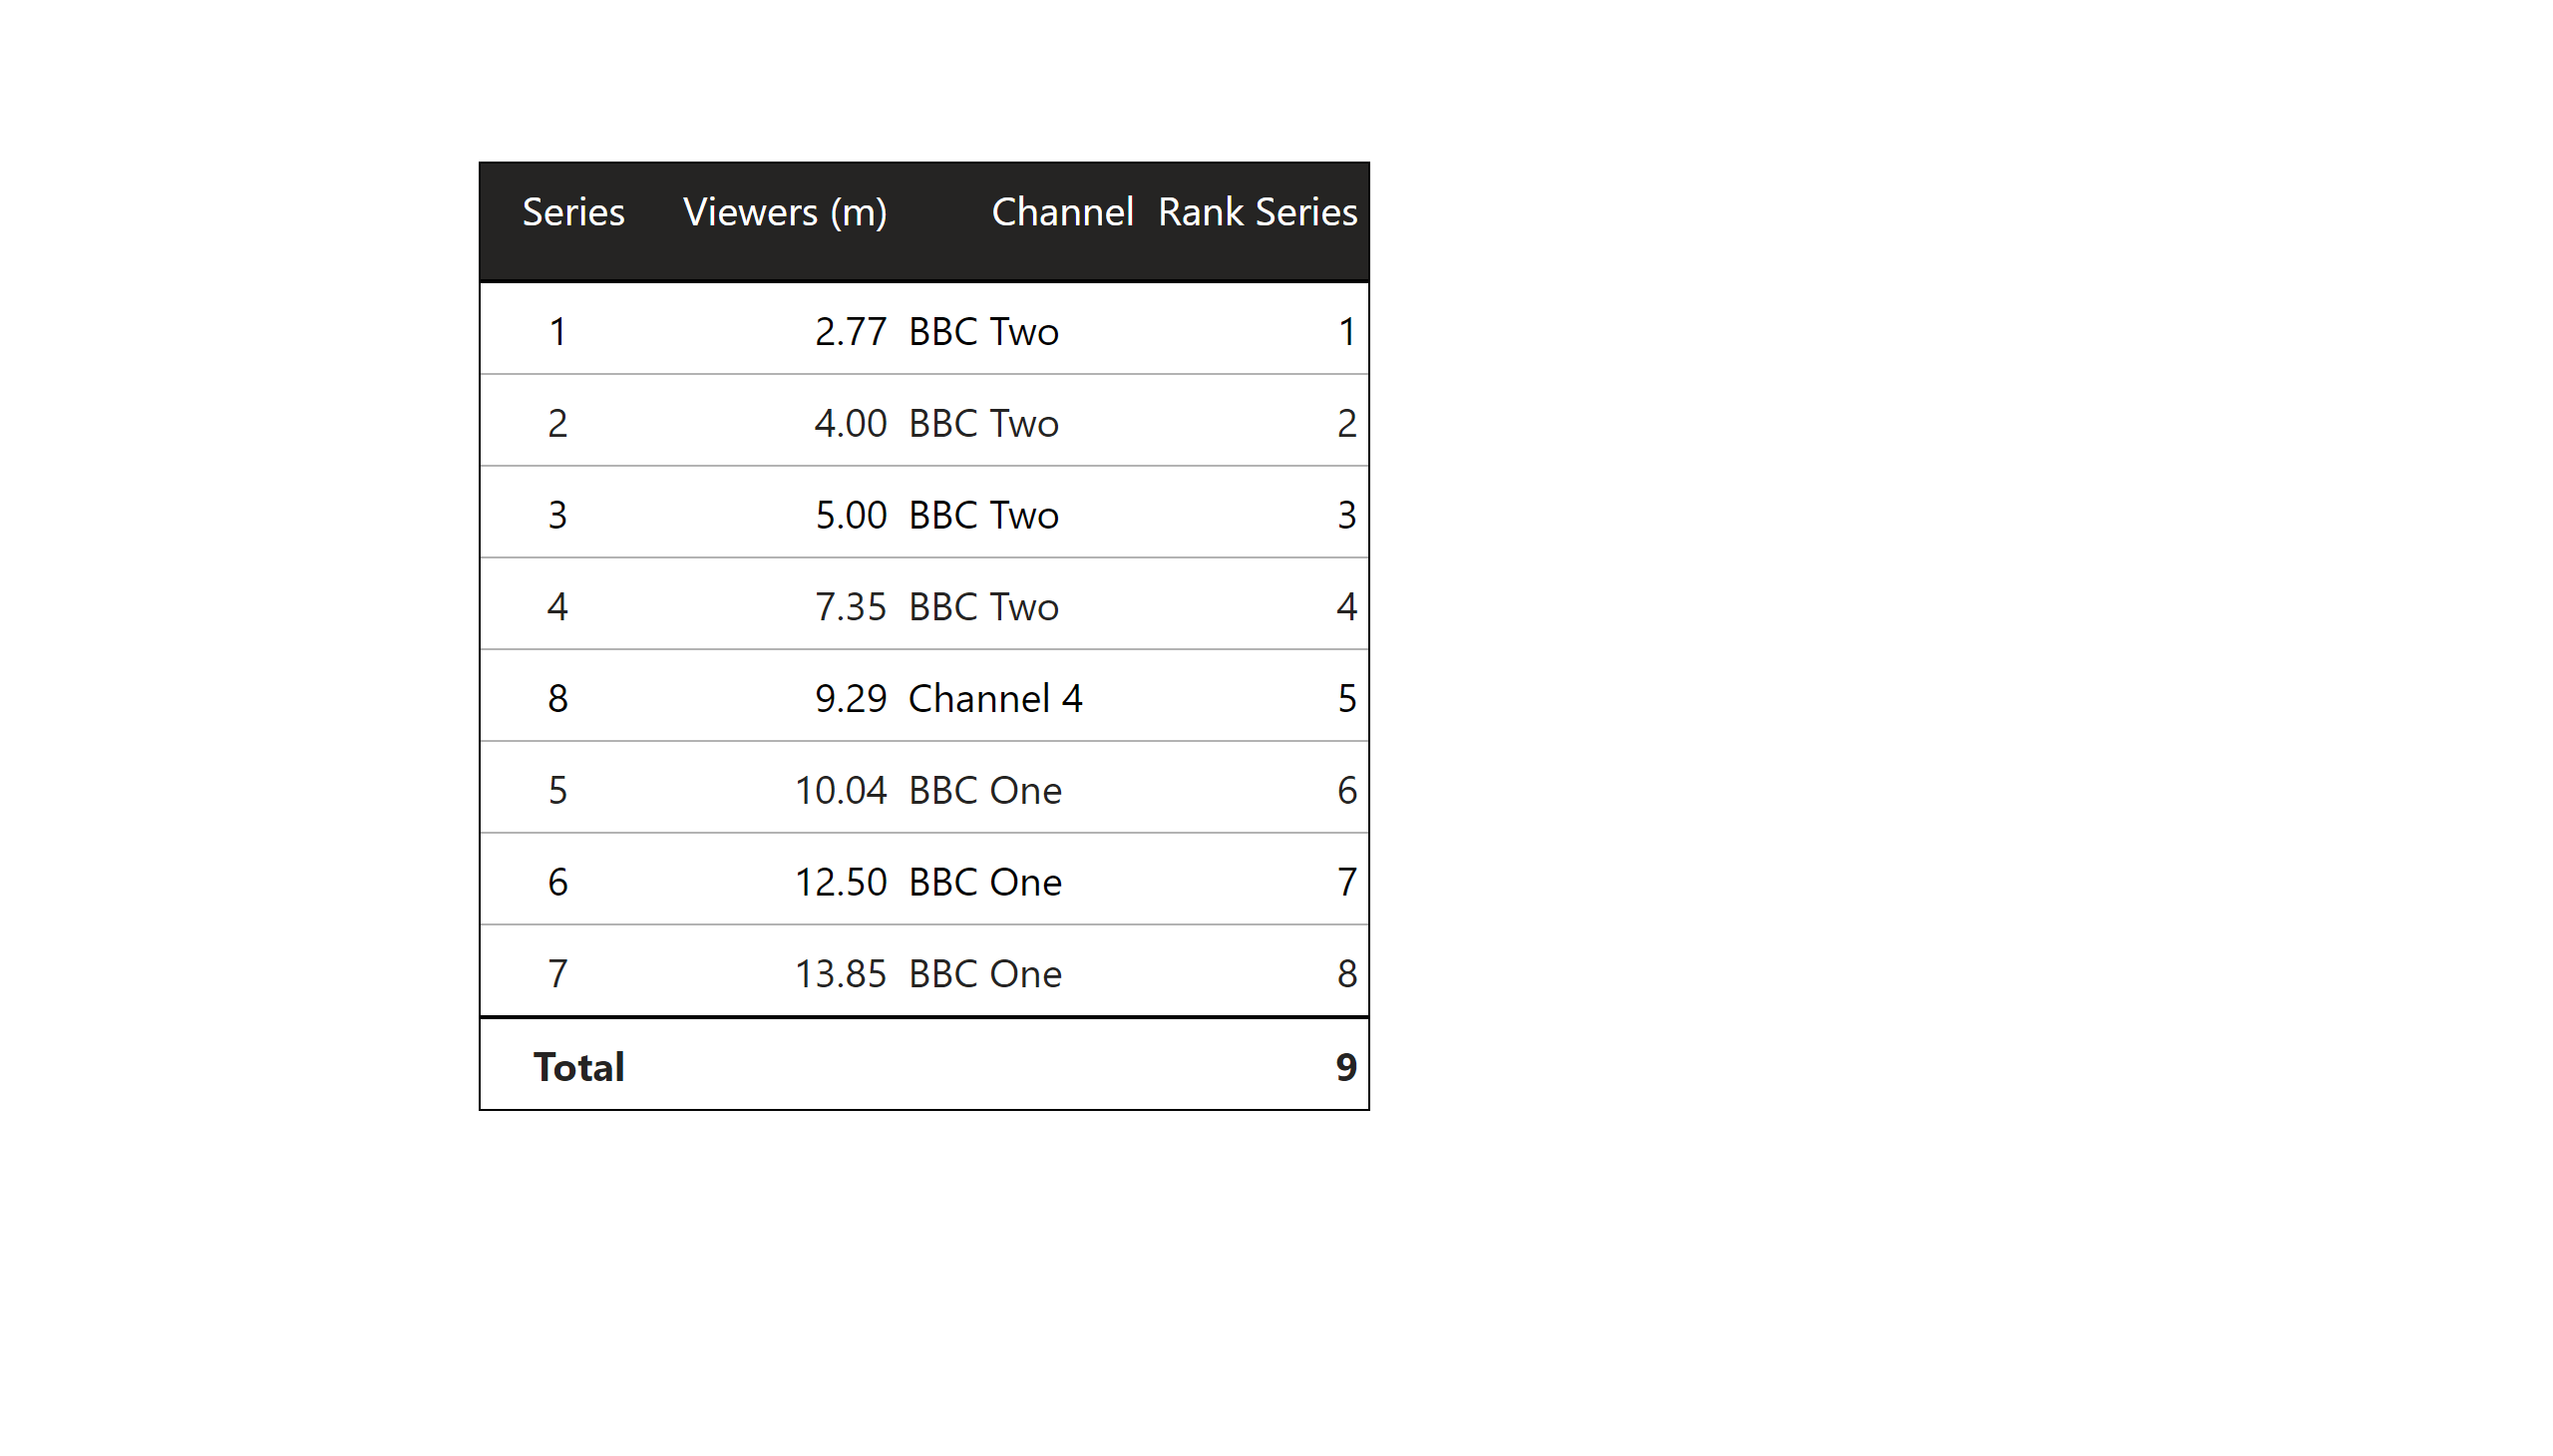 Series Viewers (m) Channel Rank Series
1 2.77 BBC Two 1
2 4.00 BBC Two 2
3 5.00 BBC Two 3
4 7.35 BBC Two 4
8 9.29 Channel 4 5
5 10.04 BBC One 6
6 12.50 BBC One 7
7 13.85 BBC One 8
Total 9